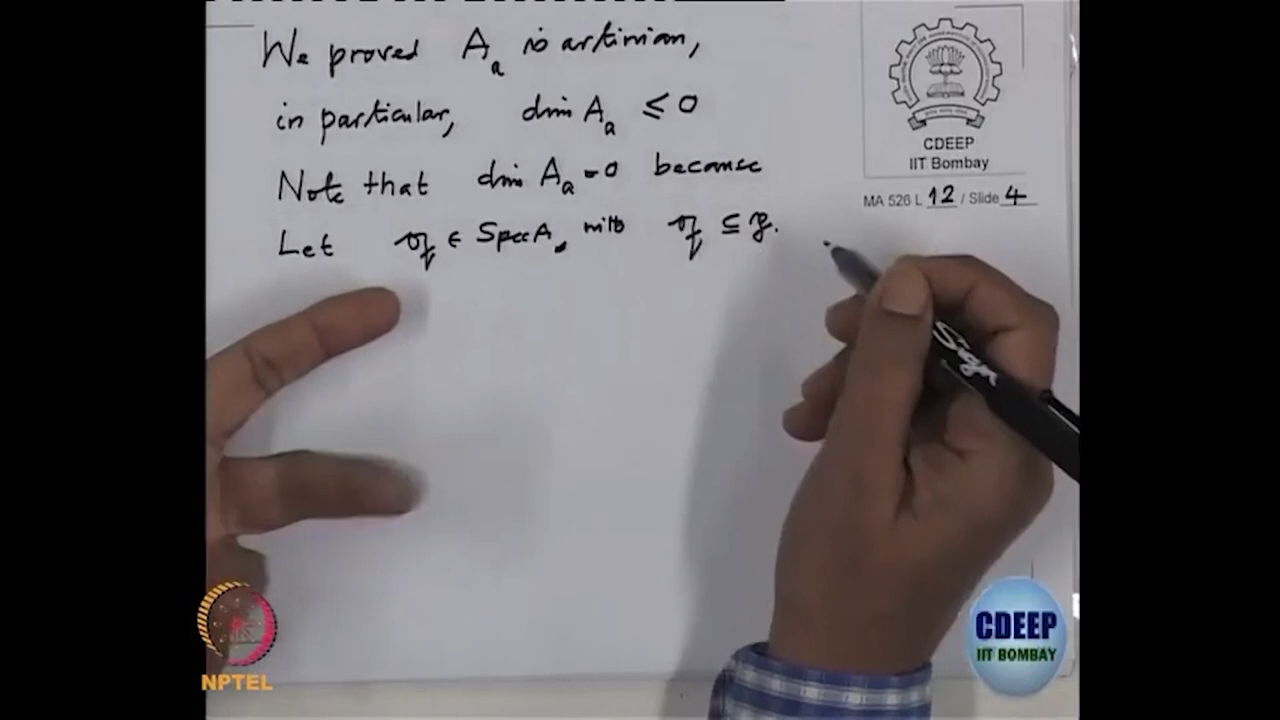 We proved A_a is artinian,
in particular, dim A_a ≤ 0
Note that dim A_a = 0 because
Let 𝔮 ∈ Spec A, with 𝔮 ⊆ 𝔭.
CDEEP
IIT Bombay
MA 526 L 12 / Slide 4
Sign
NPTEL
CDEEP
IIT BOMBAY